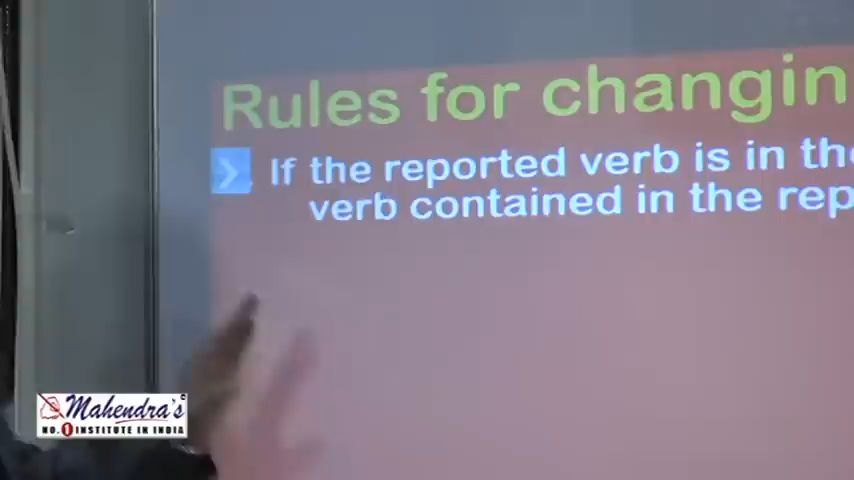 Rules for changin
If the reported verb is in the
verb contained in the rep
Mahendra's
NO. 1 INSTITUTE IN INDIA